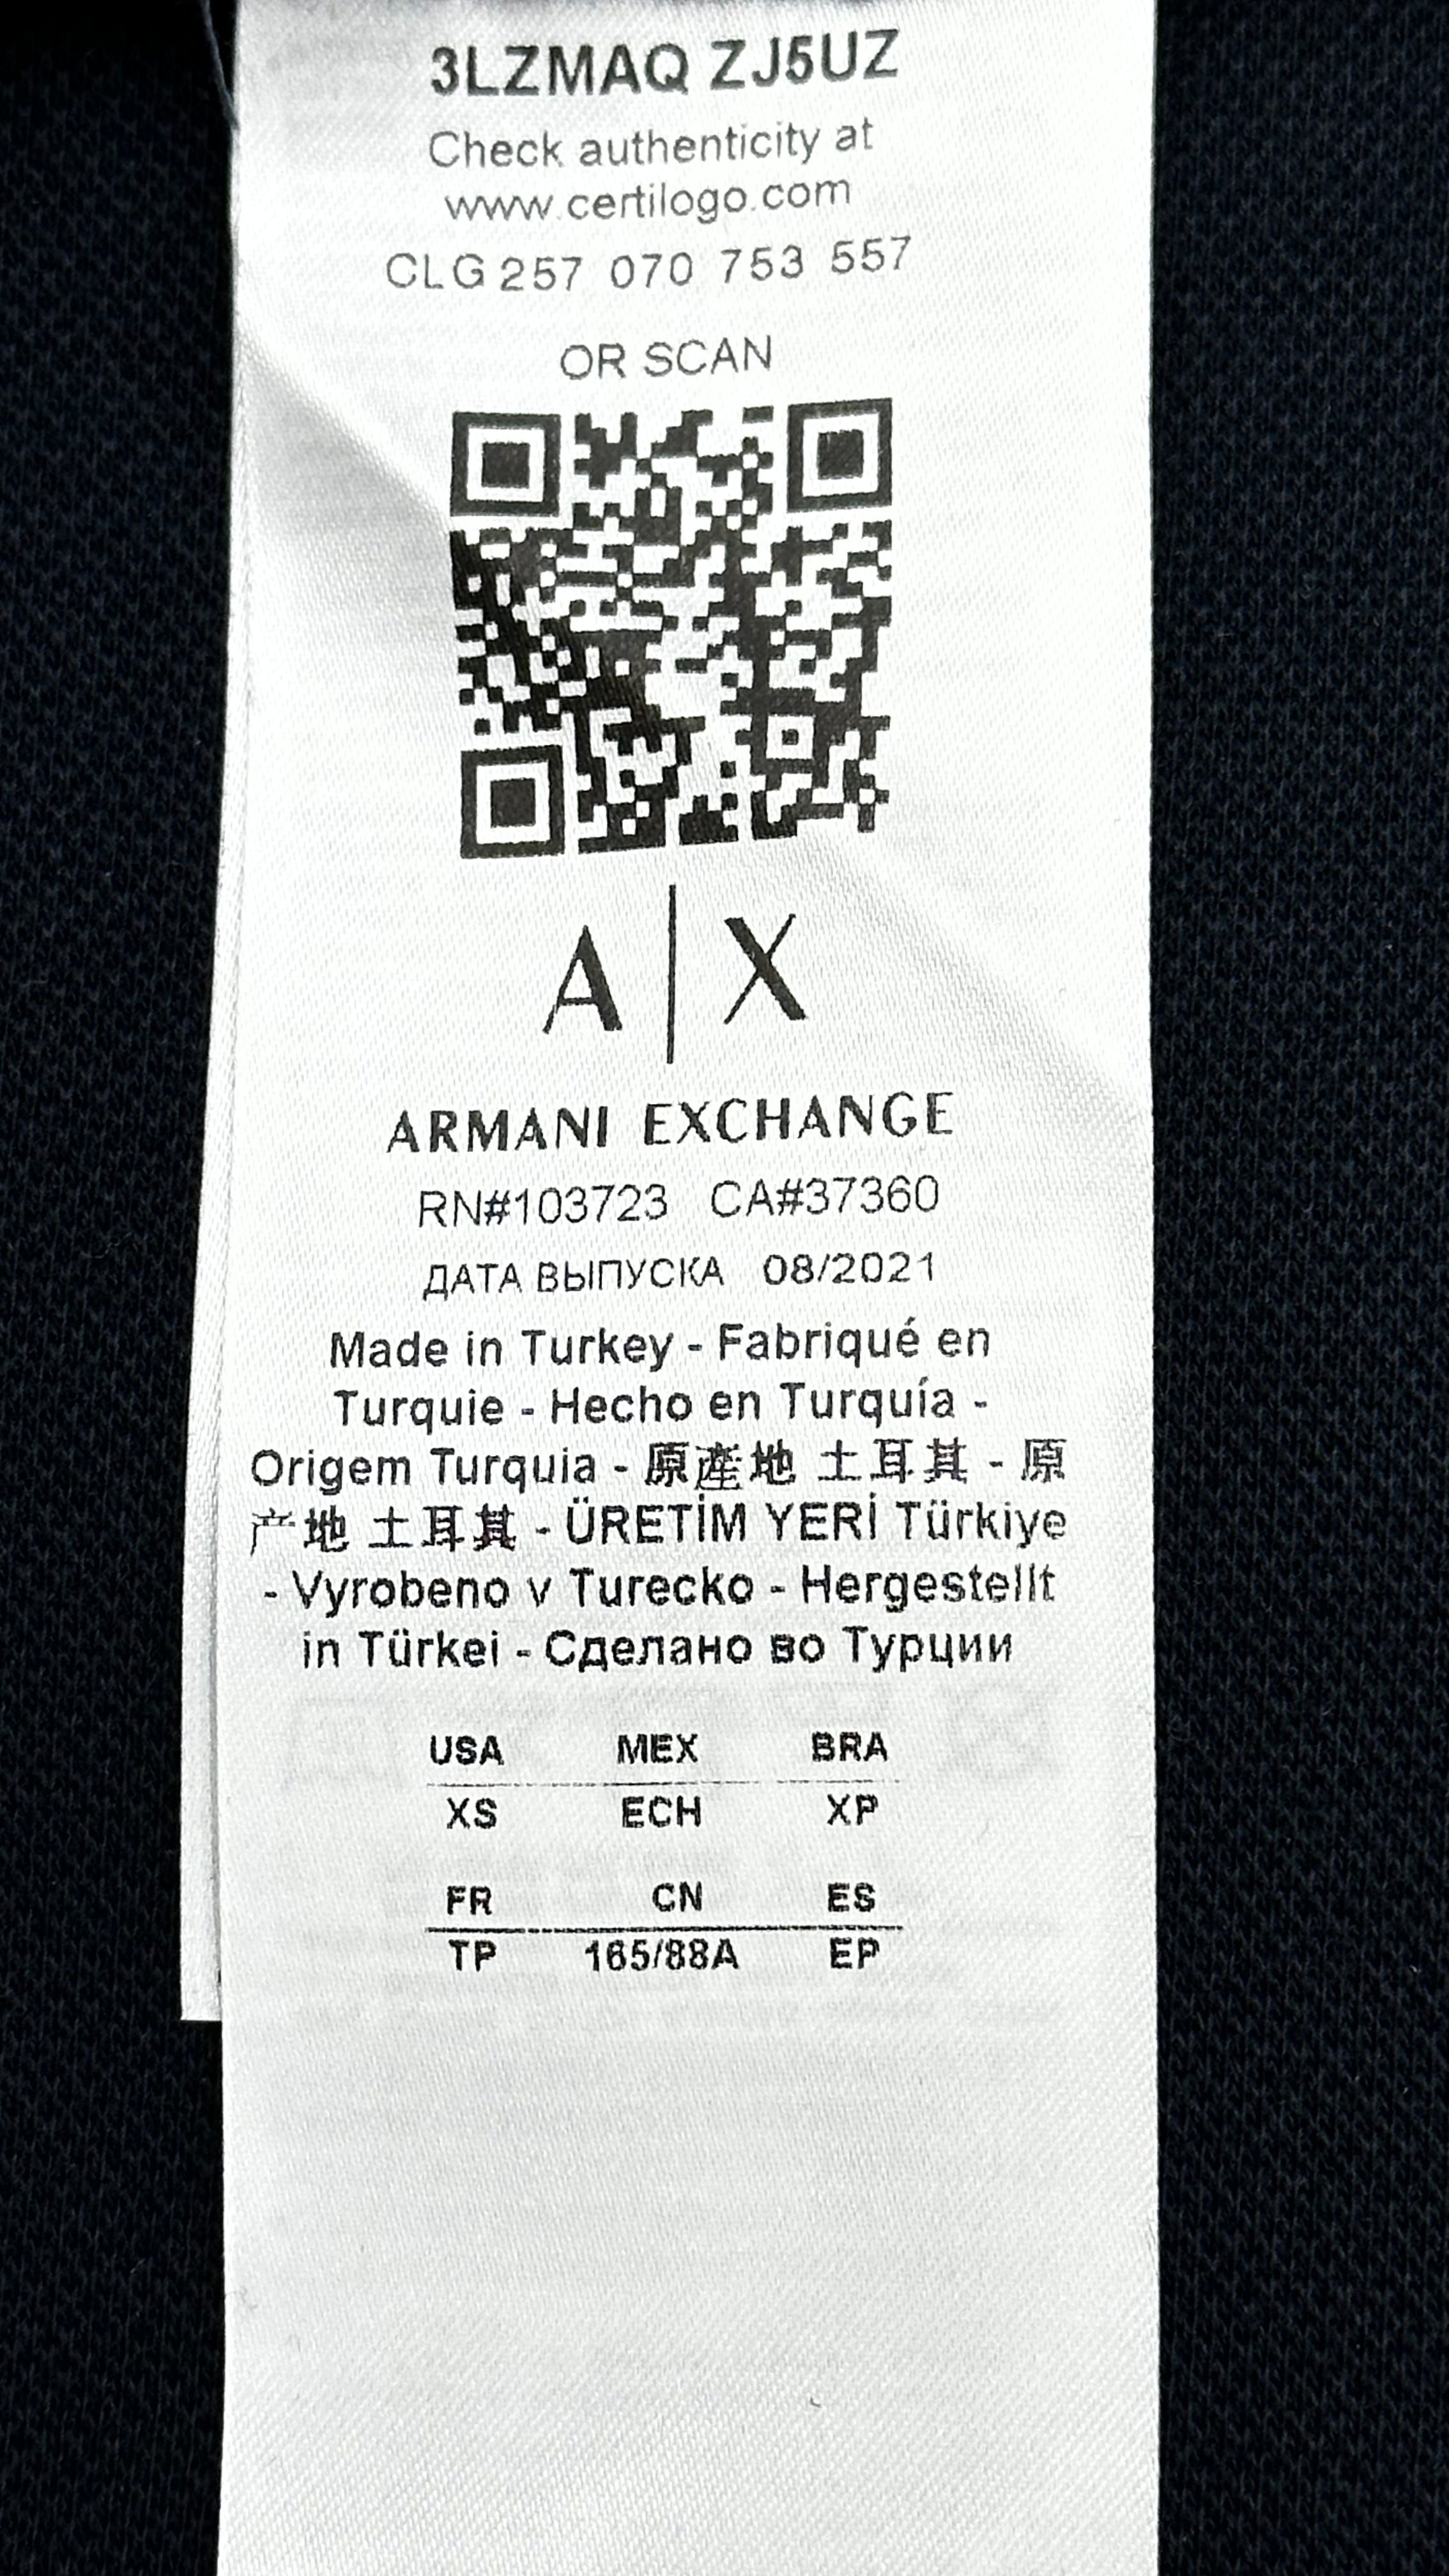 3LZMAQ ZJ5UZ
Check authenticity at
www.certilogo.com
CLG 257 070 753 557
OR SCAN
A|X
ARMANI EXCHANGE
RN#103723 CA#37360
ДАТА ВЫПУСКА 08/2021
Made in Turkey - Fabriqué en
Turquie - Hecho en Turquía -
Origem Turquia - 原產地 土耳其 - 原
产地 土耳其 - ÜRETİM YERİ Türkiye
- Vyrobeno v Turecko - Hergestellt
in Türkei - Сделано во Турции
USA MEX BRA
XS ECH XP
FR CN ES
TP 165/88A EP